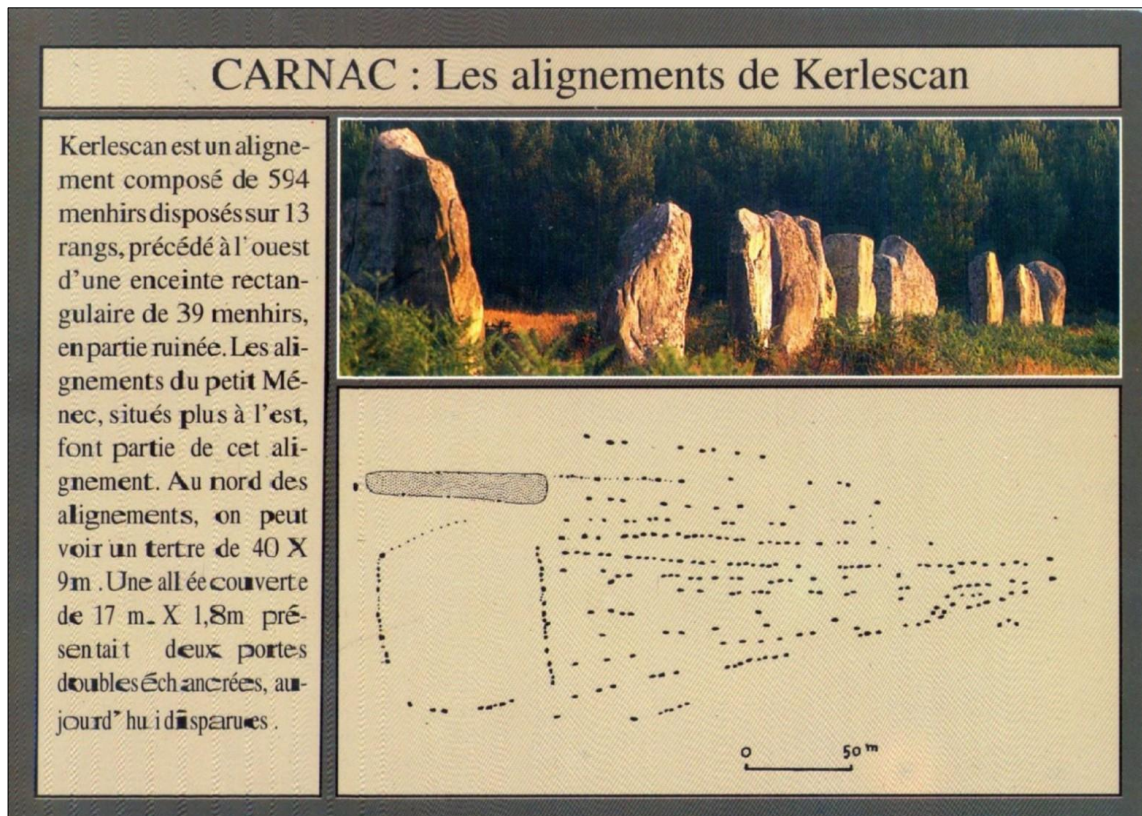 CARNAC : Les alignements de Kerlescan
Kerlescan est un aligne-
ment composé de 594
menhirs disposés sur 13
rangs, précédé à l'ouest
d'une enceinte rectan-
gulaire de 39 menhirs,
en partie ruinée. Les ali-
gnements du petit Mé-
nec, situés plus à l'est,
font partie de cet ali-
gnement. Au nord des
alignements, on peut
voir un tertre de 40 X
9m . Une allée couverte
de 17 m. X 1,8m pré-
sentait deux portes
doubles échancrées, au-
jourd'hui disparues .
0 50 m